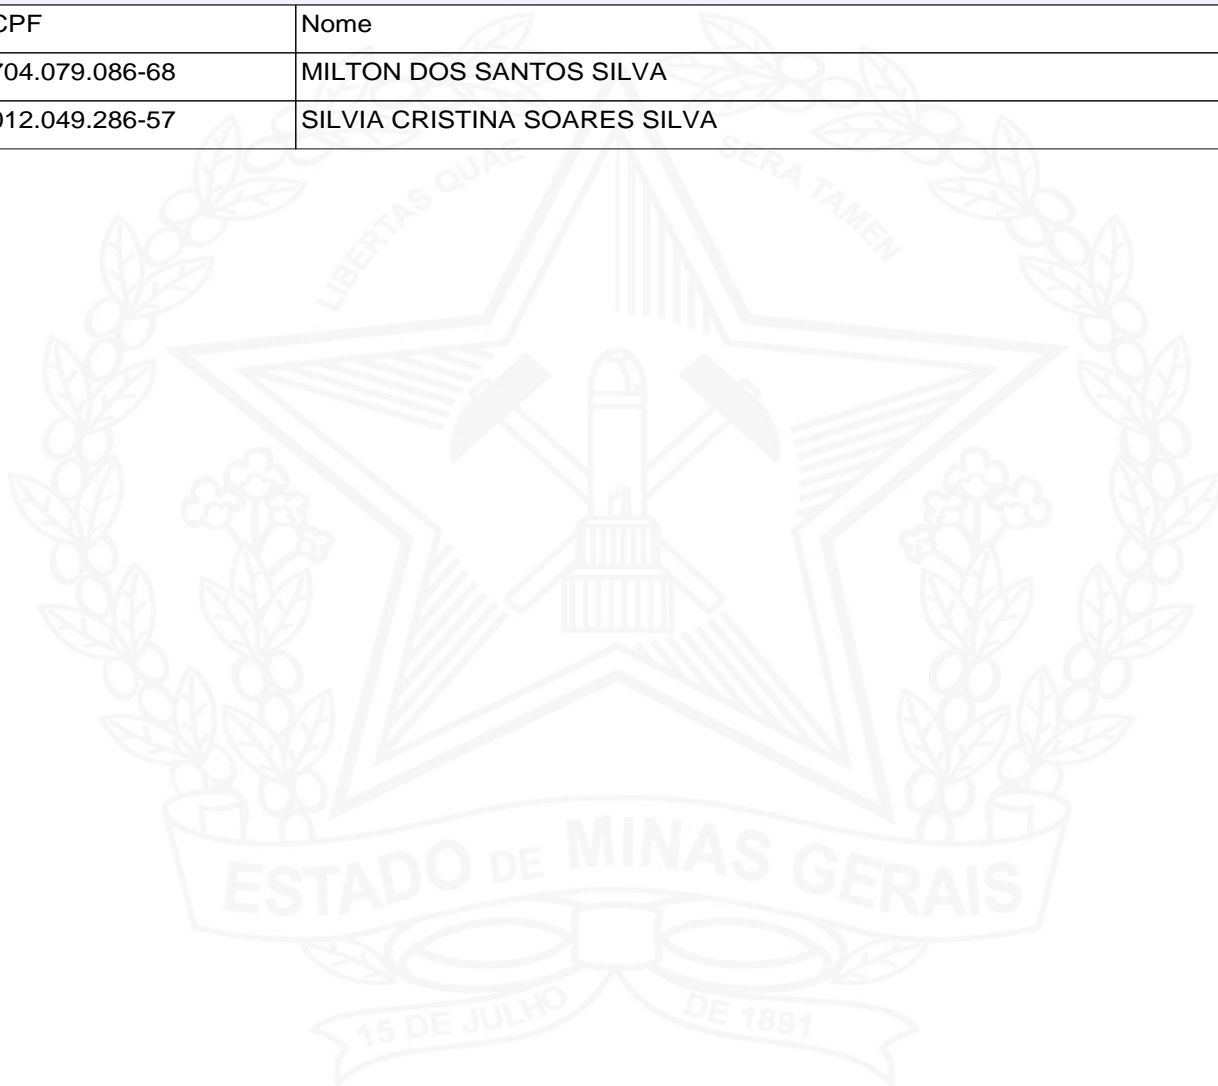 CPF Nome
704.079.086-68 MILTON DOS SANTOS SILVA
012.049.286-57 SILVIA CRISTINA SOARES SILVA
LIBERTAS QUAE SERA TAMEN
ESTADO DE MINAS GERAIS
15 DE JULHO DE 1891